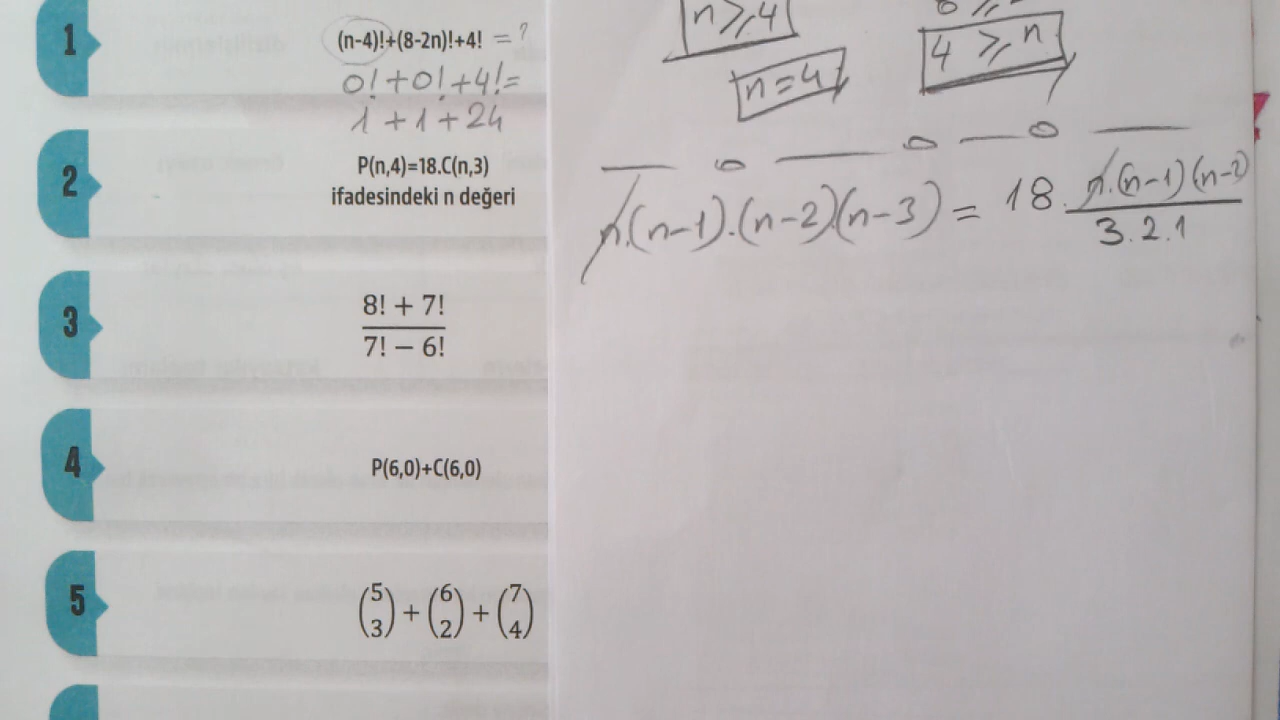 1
(n-4)!+(8-2n)!+4! = ?
0!+0!+4!=
1+1+24
2
P(n,4)=18.C(n,3)
ifadesindeki n değeri
3
8! + 7!
7! − 6!
4
P(6,0)+C(6,0)
5
(5 3)+(6 2)+(7 4)
n≥4
4 ≥ n
n=4
n.(n-1).(n-2)(n-3) = 18. n.(n-1)(n-2)
3.2.1